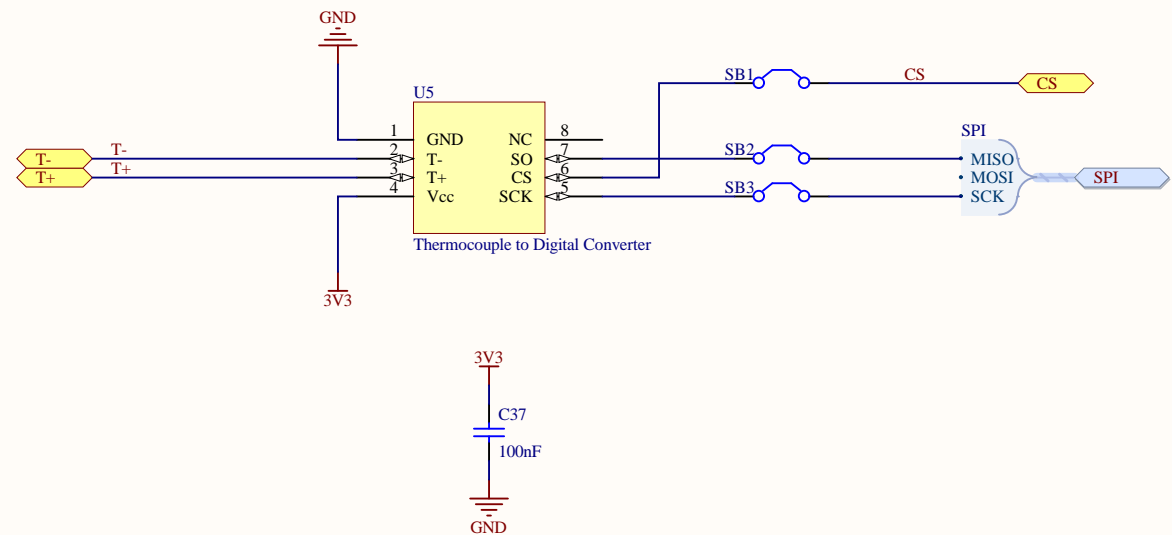 GND
U5
1 GND NC 8
2 T- SO 7
3 T+ CS 6
4 Vcc SCK 5
Thermocouple to Digital Converter
T- T-
T+ T+
3V3
SB1 CS CS
SB2
SB3
SPI
MISO
MOSI
SCK
SPI
3V3
C37
100nF
GND